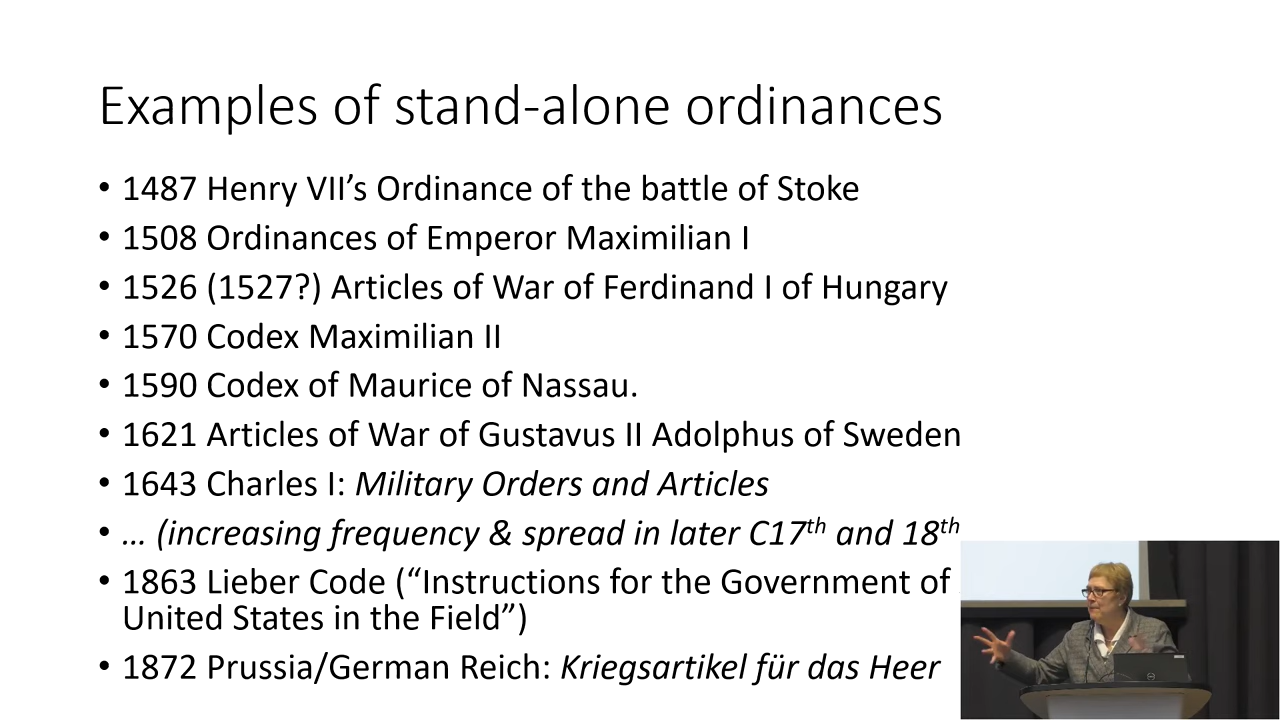 Examples of stand-alone ordinances
• 1487 Henry VII’s Ordinance of the battle of Stoke
• 1508 Ordinances of Emperor Maximilian I
• 1526 (1527?) Articles of War of Ferdinand I of Hungary
• 1570 Codex Maximilian II
• 1590 Codex of Maurice of Nassau.
• 1621 Articles of War of Gustavus II Adolphus of Sweden
• 1643 Charles I: Military Orders and Articles
• … (increasing frequency & spread in later C17th and 18th
• 1863 Lieber Code (“Instructions for the Government of
United States in the Field”)
• 1872 Prussia/German Reich: Kriegsartikel für das Heer